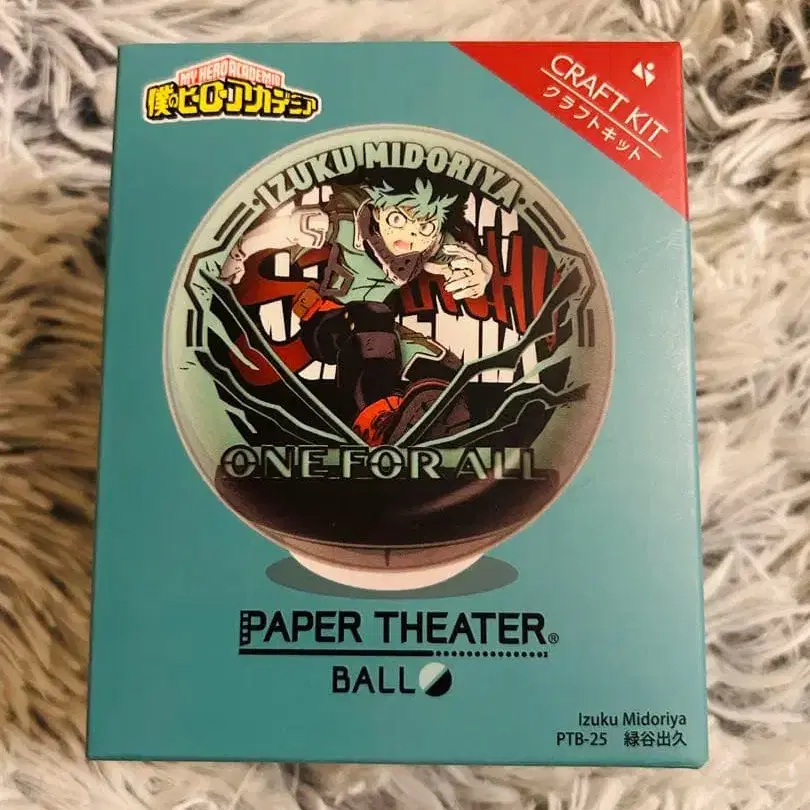 MY HERO ACADEMIA
僕のヒーローアカデミア
CRAFT KIT
クラフトキット
IZUKU MIDORIYA
ONE FOR ALL
PAPER THEATER®
BALL
Izuku Midoriya
PTB-25 緑谷出久